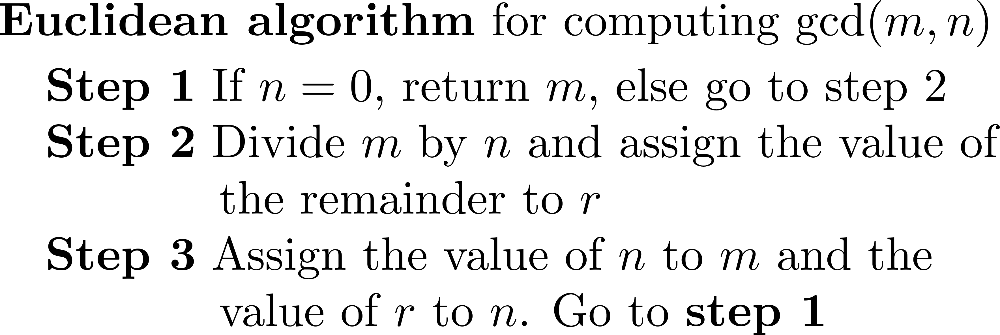 Euclidean algorithm for computing gcd(m, n)
Step 1 If n = 0, return m, else go to step 2
Step 2 Divide m by n and assign the value of
the remainder to r
Step 3 Assign the value of n to m and the
value of r to n. Go to step 1